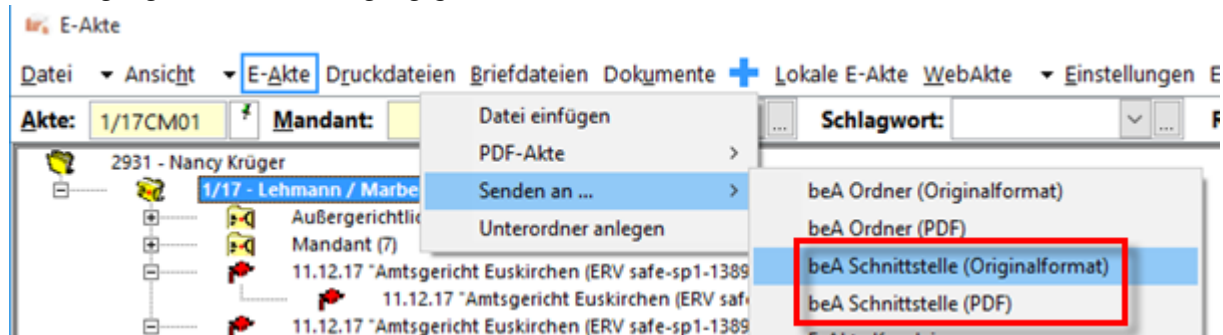 E-Akte
Datei Ansicht E-Akte Druckdateien Briefdateien Dokumente Lokale E-Akte WebAkte Einstellungen E
Akte: 1/17CM01 Mandant: ... Schlagwort: ...
2931 - Nancy Krüger
1/17 - Lehmann / Marbe
Außergerichtlic
Mandant (7)
11.12.17 "Amtsgericht Euskirchen (ERV safe-sp1-1389
11.12.17 "Amtsgericht Euskirchen (ERV safe
11.12.17 "Amtsgericht Euskirchen (ERV safe-sp1-1389
Datei einfügen
PDF-Akte
Senden an ...
Unterordner anlegen
beA Ordner (Originalformat)
beA Ordner (PDF)
beA Schnittstelle (Originalformat)
beA Schnittstelle (PDF)